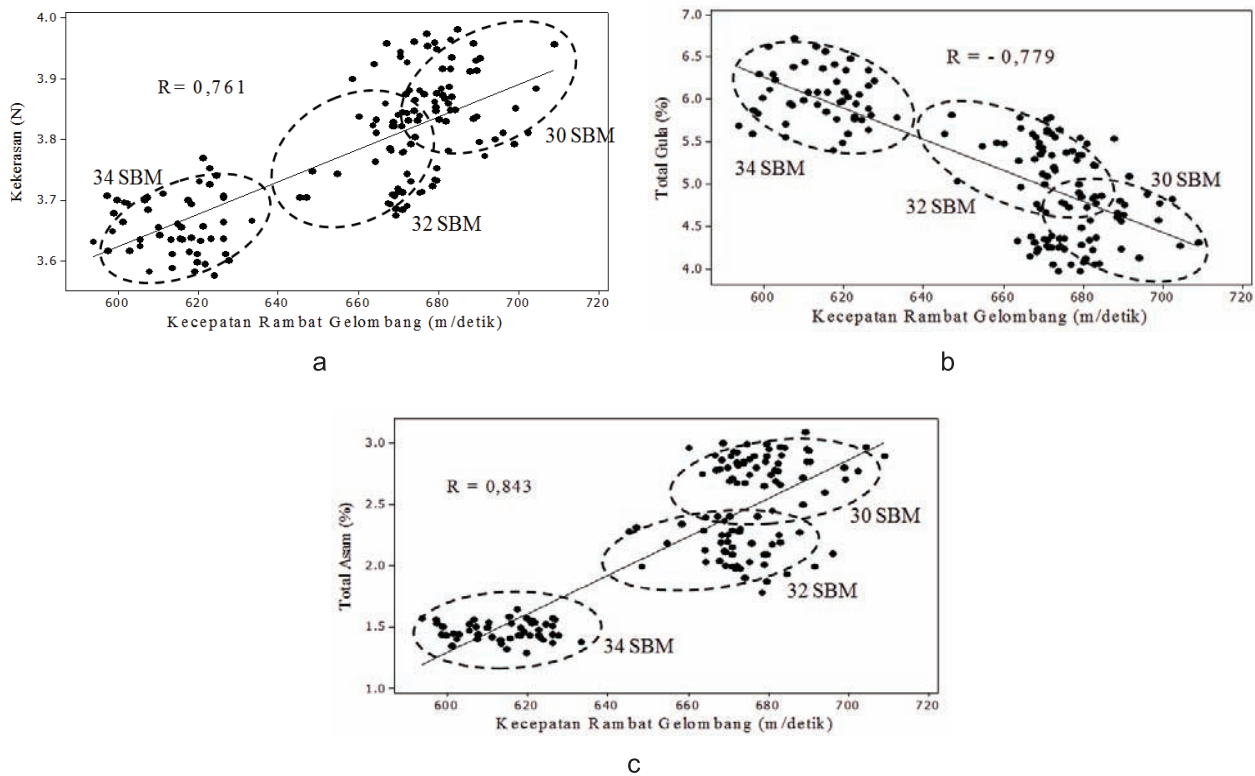 4.0
3.9
3.8
3.7
3.6
Kekerasan (N)
R= 0,761
34 SBM
32 SBM
30 SBM
600 620 640 660 680 700 720
Kecepatan Rambat Gelombang (m/detik)
a
7.0
6.5
6.0
5.5
5.0
4.5
4.0
Total Gula (%)
R = - 0,779
34 SBM
32 SBM
30 SBM
600 620 640 660 680 700 720
Kecepatan Rambat Gelombang (m/detik)
b
3.0
2.5
2.0
1.5
1.0
Total Asam (%)
R = 0,843
30 SBM
32 SBM
34 SBM
600 620 640 660 680 700 720
Kecepatan Rambat Gelombang (m/detik)
c